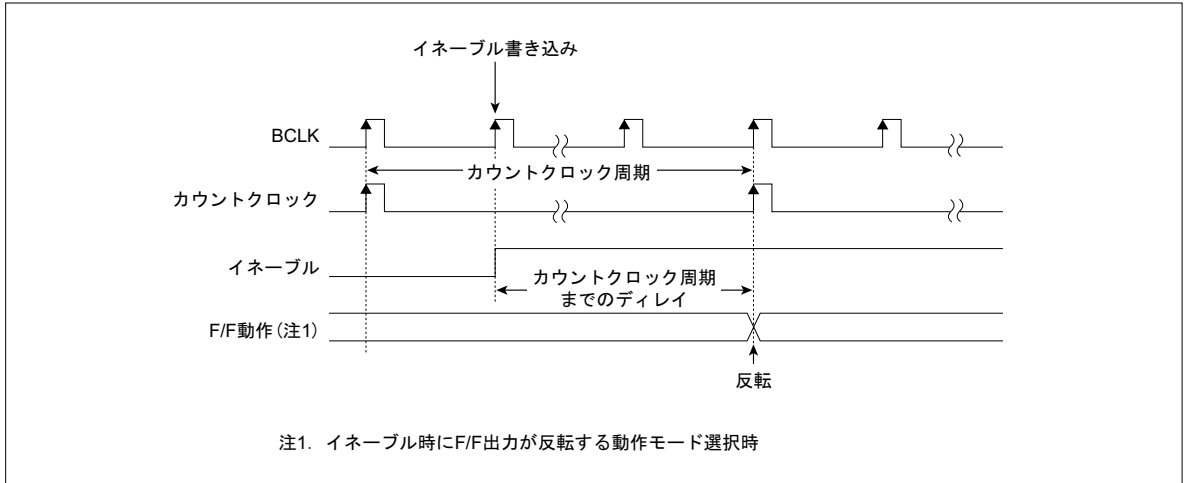 イネーブル書き込み
BCLK
カウントクロック周期
カウントクロック
イネーブル
カウントクロック周期
までのディレイ
F/F動作(注1)
反転
注1. イネーブル時にF/F出力が反転する動作モード選択時